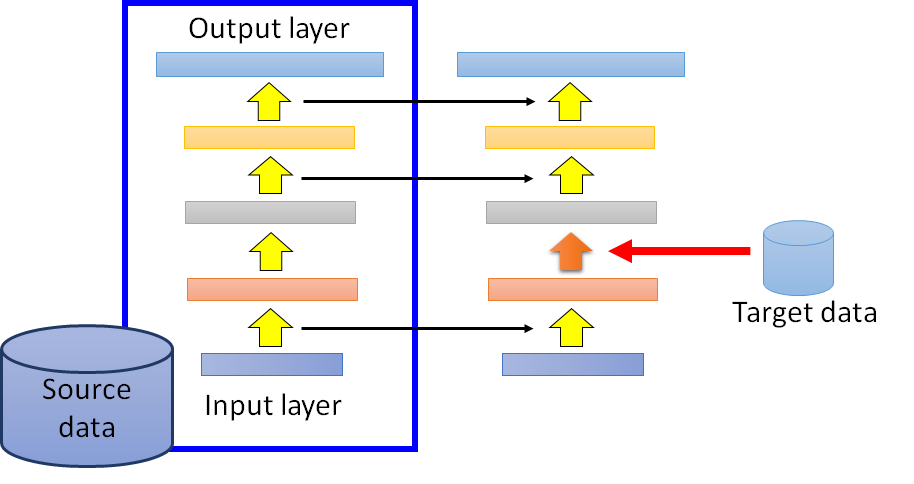 Output layer
Target data
Source
data
Input layer